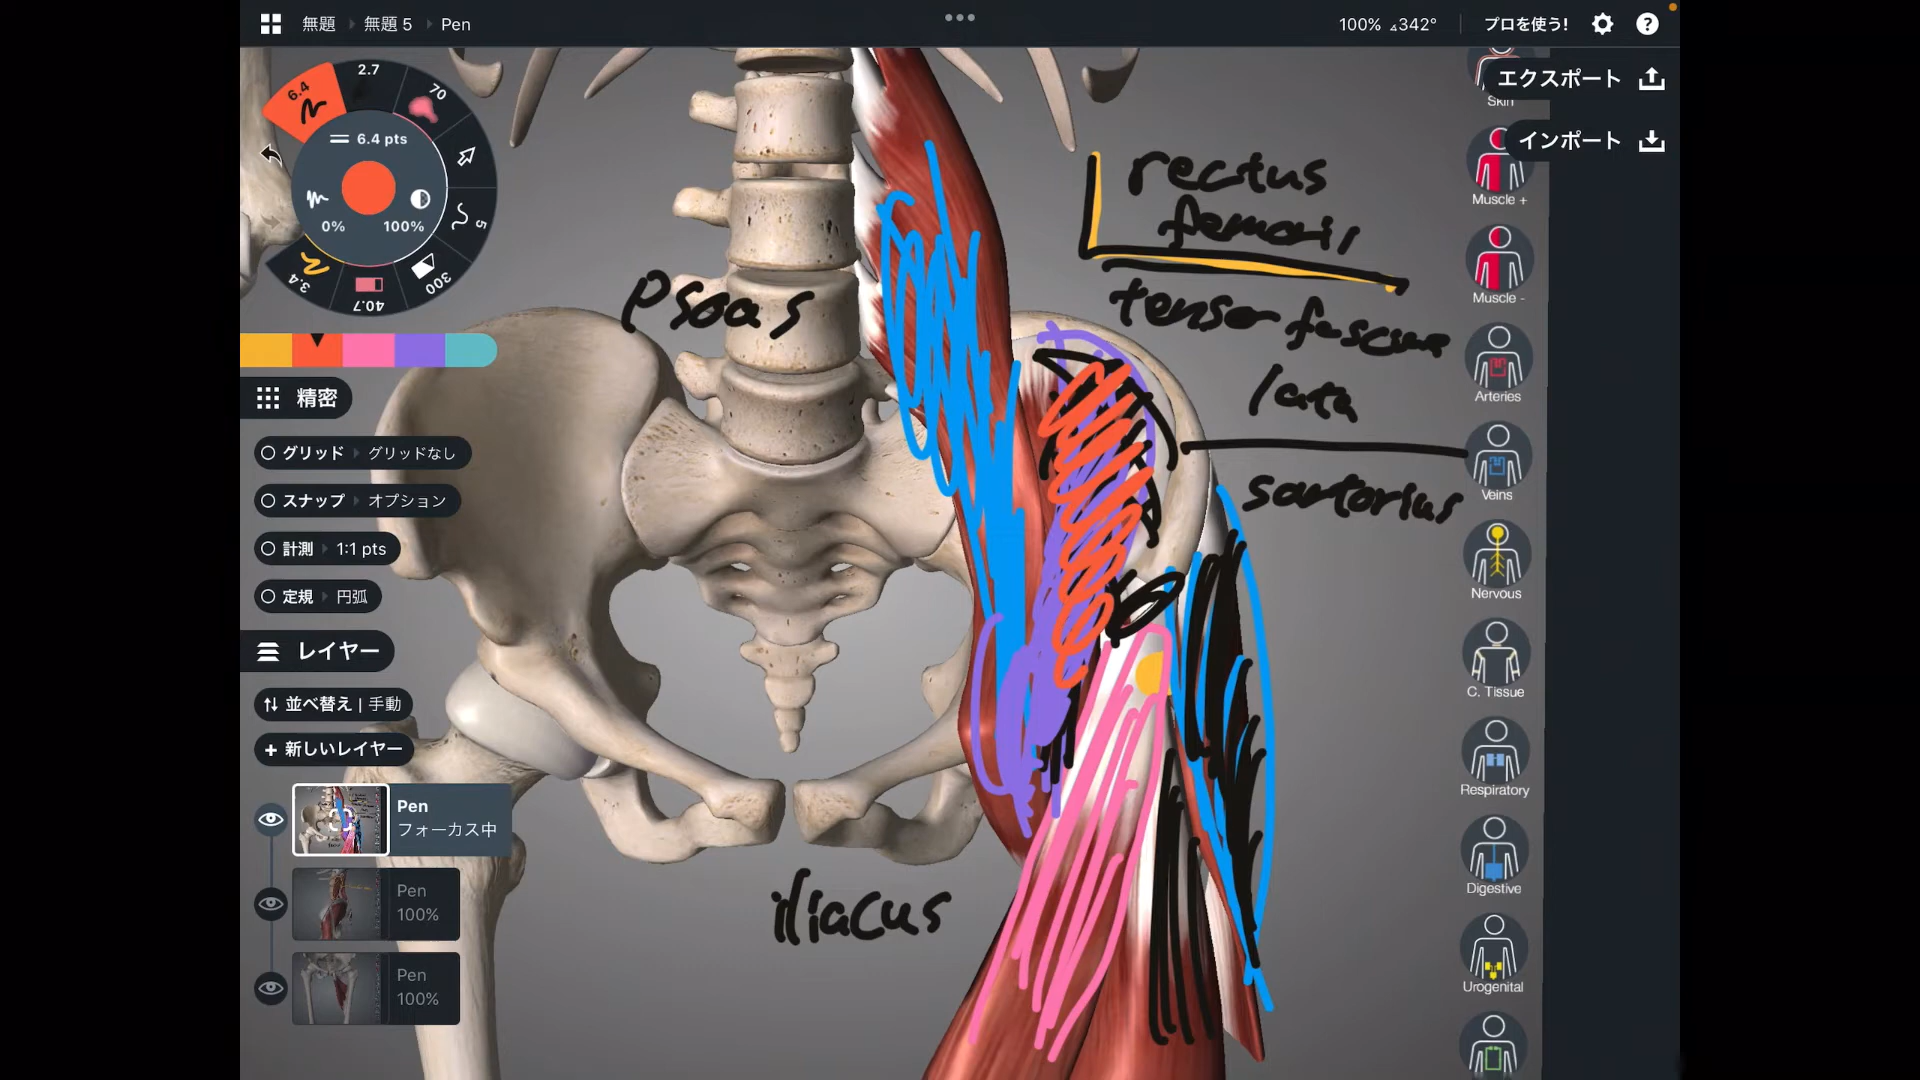 無題 無題 5 Pen
100% 342° プロを使う!
エクスポート
インポート
6.4
2.7
70
5
300
40.7
3.4
6.4 pts
0% 100%
精密
グリッド グリッドなし
スナップ オプション
計測 1:1 pts
定規 円弧
レイヤー
並べ替え | 手動
+ 新しいレイヤー
Pen
フォーカス中
Pen
100%
Pen
100%
Psoas
iliacus
rectus
femoris
tensor fasciae
lata
sartorius
Skin
Muscle +
Muscle -
Arteries
Veins
Nervous
C. Tissue
Respiratory
Digestive
Urogenital